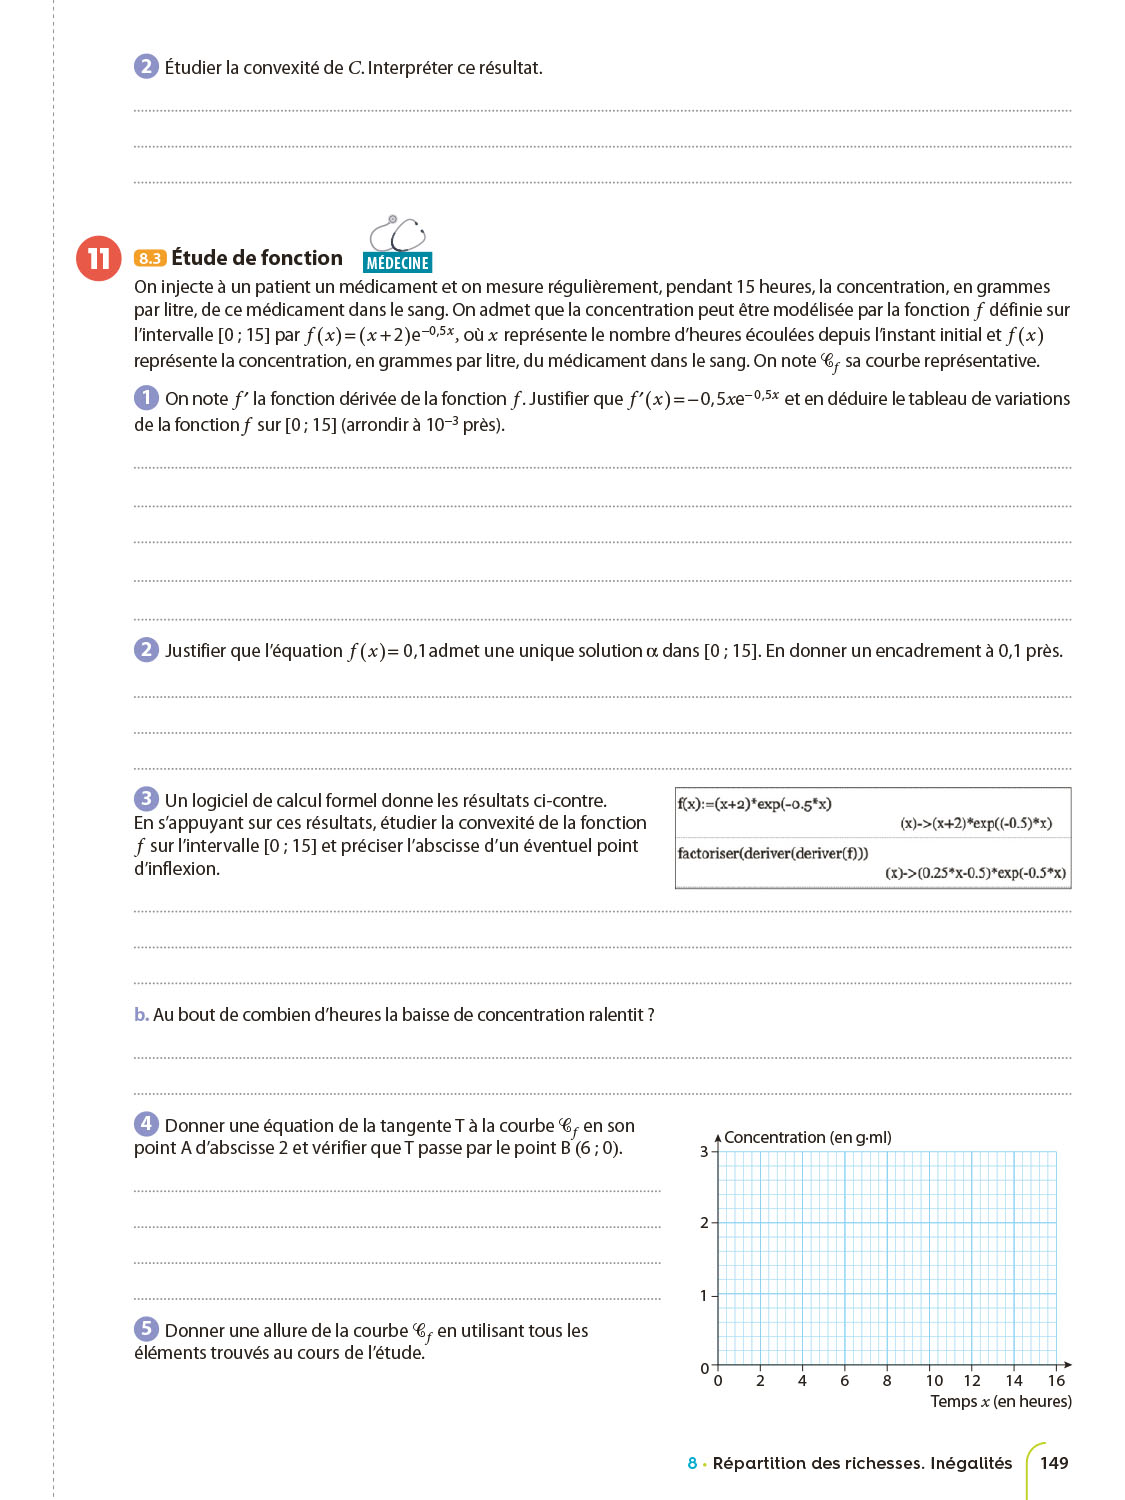 2 Étudier la convexité de C. Interpréter ce résultat.
11 8.3 Étude de fonction MÉDECINE
On injecte à un patient un médicament et on mesure régulièrement, pendant 15 heures, la concentration, en grammes
par litre, de ce médicament dans le sang. On admet que la concentration peut être modélisée par la fonction f définie sur
l’intervalle [0 ; 15] par f(x)=(x+2)e⁻⁰,⁵ˣ, où x représente le nombre d’heures écoulées depuis l’instant initial et f(x)
représente la concentration, en grammes par litre, du médicament dans le sang. On note 𝒞f sa courbe représentative.
1 On note f′ la fonction dérivée de la fonction f. Justifier que f′(x)=−0,5xe⁻⁰,⁵ˣ et en déduire le tableau de variations
de la fonction f sur [0 ; 15] (arrondir à 10⁻³ près).
2 Justifier que l’équation f(x)= 0,1 admet une unique solution α dans [0 ; 15]. En donner un encadrement à 0,1 près.
3 Un logiciel de calcul formel donne les résultats ci-contre.
En s’appuyant sur ces résultats, étudier la convexité de la fonction
f sur l’intervalle [0 ; 15] et préciser l’abscisse d’un éventuel point
d’inflexion.
f(x):=(x+2)*exp(-0.5*x)
(x)->(x+2)*exp((-0.5)*x)
factoriser(deriver(deriver(f)))
(x)->(0.25*x-0.5)*exp(-0.5*x)
b. Au bout de combien d’heures la baisse de concentration ralentit ?
4 Donner une équation de la tangente T à la courbe 𝒞f en son
point A d’abscisse 2 et vérifier que T passe par le point B (6 ; 0).
5 Donner une allure de la courbe 𝒞f en utilisant tous les
éléments trouvés au cours de l’étude.
Concentration (en g·ml)
3
2
1
0
0 2 4 6 8 10 12 14 16
Temps x (en heures)
8 • Répartition des richesses. Inégalités 149